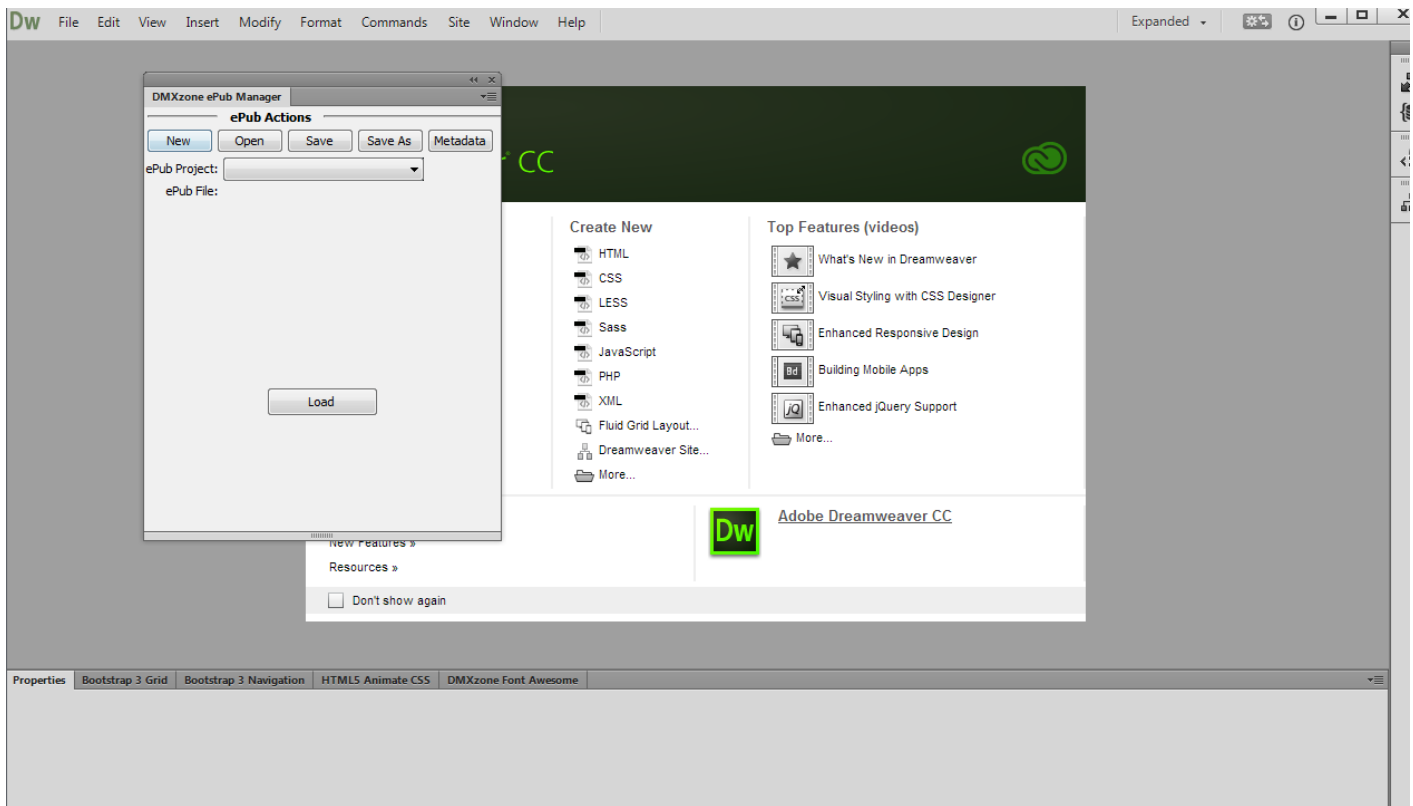 Dw File Edit View Insert Modify Format Commands Site Window Help Expanded
DMXzone ePub Manager
ePub Actions
New Open Save Save As Metadata
ePub Project:
ePub File:
Load
CC
Create New
HTML
CSS
LESS
Sass
JavaScript
PHP
XML
Fluid Grid Layout...
Dreamweaver Site...
More...
Top Features (videos)
What's New in Dreamweaver
CSS Visual Styling with CSS Designer
Enhanced Responsive Design
Bd Building Mobile Apps
jQ Enhanced jQuery Support
More...
New Features »
Resources »
Dw Adobe Dreamweaver CC
Don't show again
Properties Bootstrap 3 Grid Bootstrap 3 Navigation HTML5 Animate CSS DMXzone Font Awesome